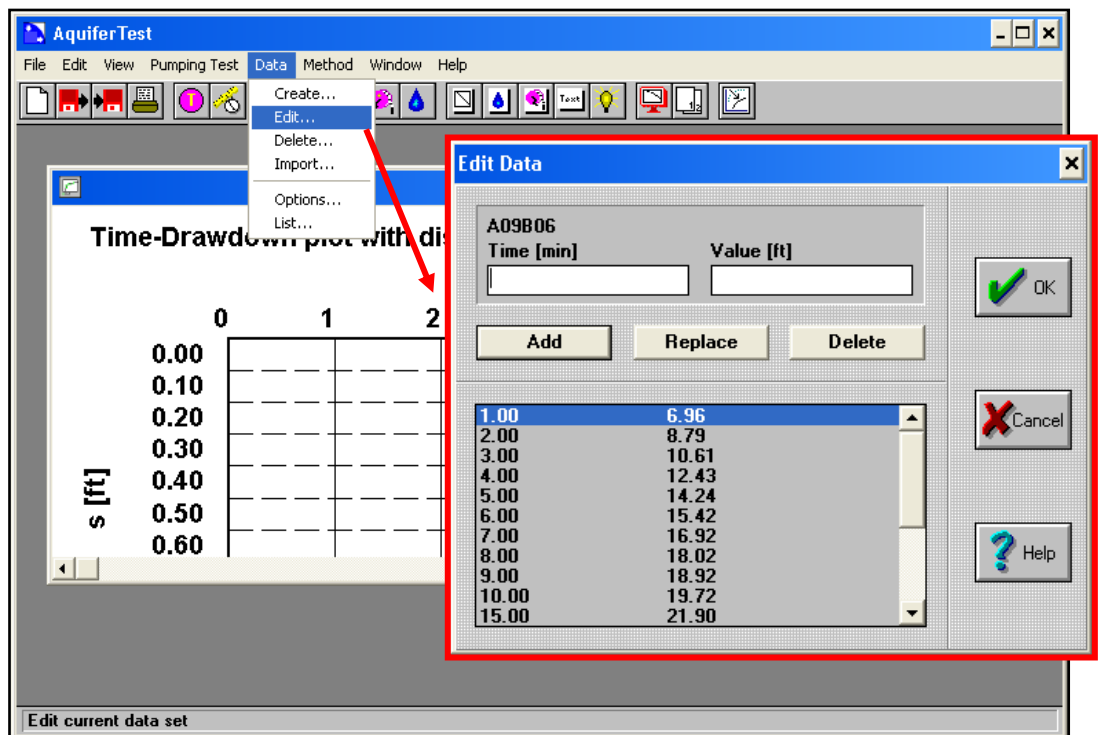 AquiferTest
File Edit View Pumping Test Data Method Window Help
T Text 1 2
Create...
Edit...
Delete...
Import...
Options...
List...
Time-Drawdown plot with di
0 1 2
0.00
0.10
0.20
0.30
0.40
0.50
0.60
s [ft]
Edit Data
A09B06
Time [min] Value [ft]
Add Replace Delete
1.00 6.96
2.00 8.79
3.00 10.61
4.00 12.43
5.00 14.24
6.00 15.42
7.00 16.92
8.00 18.02
9.00 18.92
10.00 19.72
15.00 21.90
OK
Cancel
Help
Edit current data set